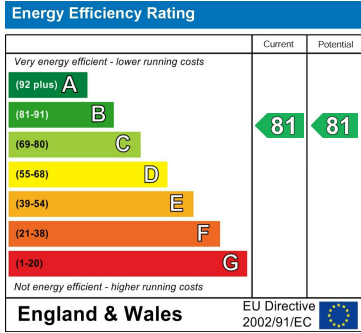 Energy Efficiency Rating
Current Potential
Very energy efficient - lower running costs
(92 plus) A
(81-91) B
81 81
(69-80) C
(55-68) D
(39-54) E
(21-38) F
(1-20) G
Not energy efficient - higher running costs
England & Wales
EU Directive
2002/91/EC